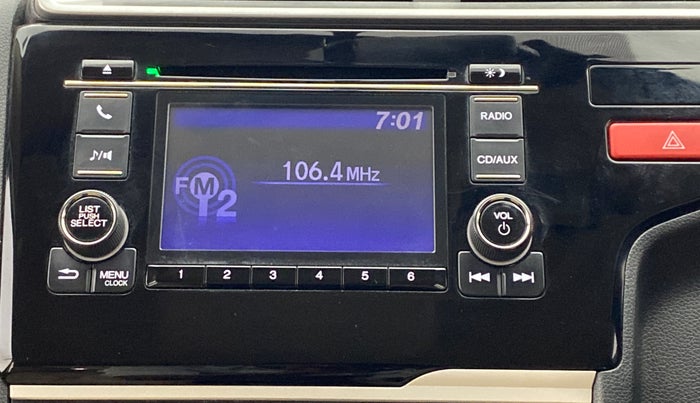 7:01
RADIO
106.4 MHz
CD/AUX
FM
2
LIST
PUSH
SELECT
VOL
MENU
CLOCK
1 2 3 4 5 6